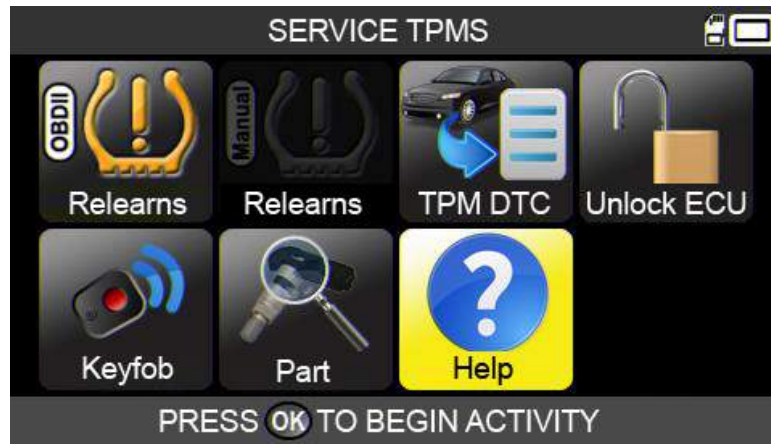 SERVICE TPMS
OBDII
Relearns
Manual
Relearns
TPM DTC
Unlock ECU
Keyfob
Part
?
Help
PRESS OK TO BEGIN ACTIVITY